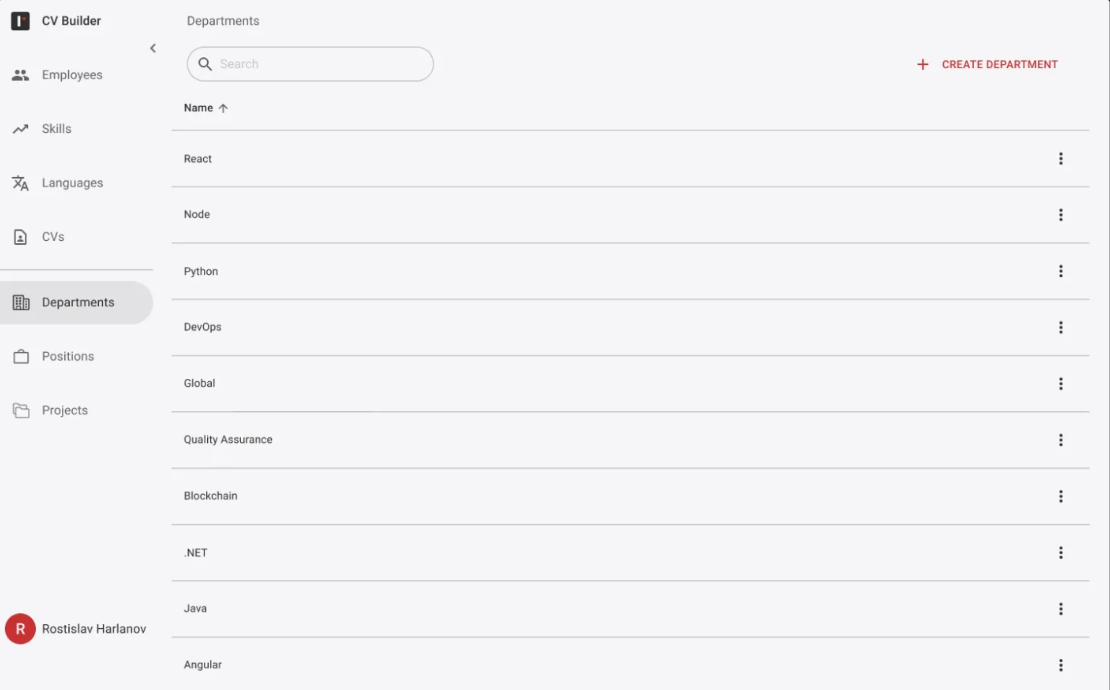 CV Builder
Employees
Skills
Languages
CVs
Departments
Positions
Projects
R Rostislav Harlanov
Departments
Search
+ CREATE DEPARTMENT
Name ↑
React
Node
Python
DevOps
Global
Quality Assurance
Blockchain
.NET
Java
Angular